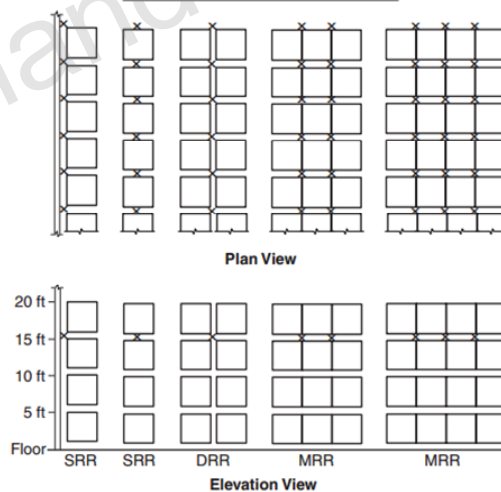 Plan View
20 ft
15 ft
10 ft
5 ft
Floor
SRR SRR DRR MRR MRR
Elevation View